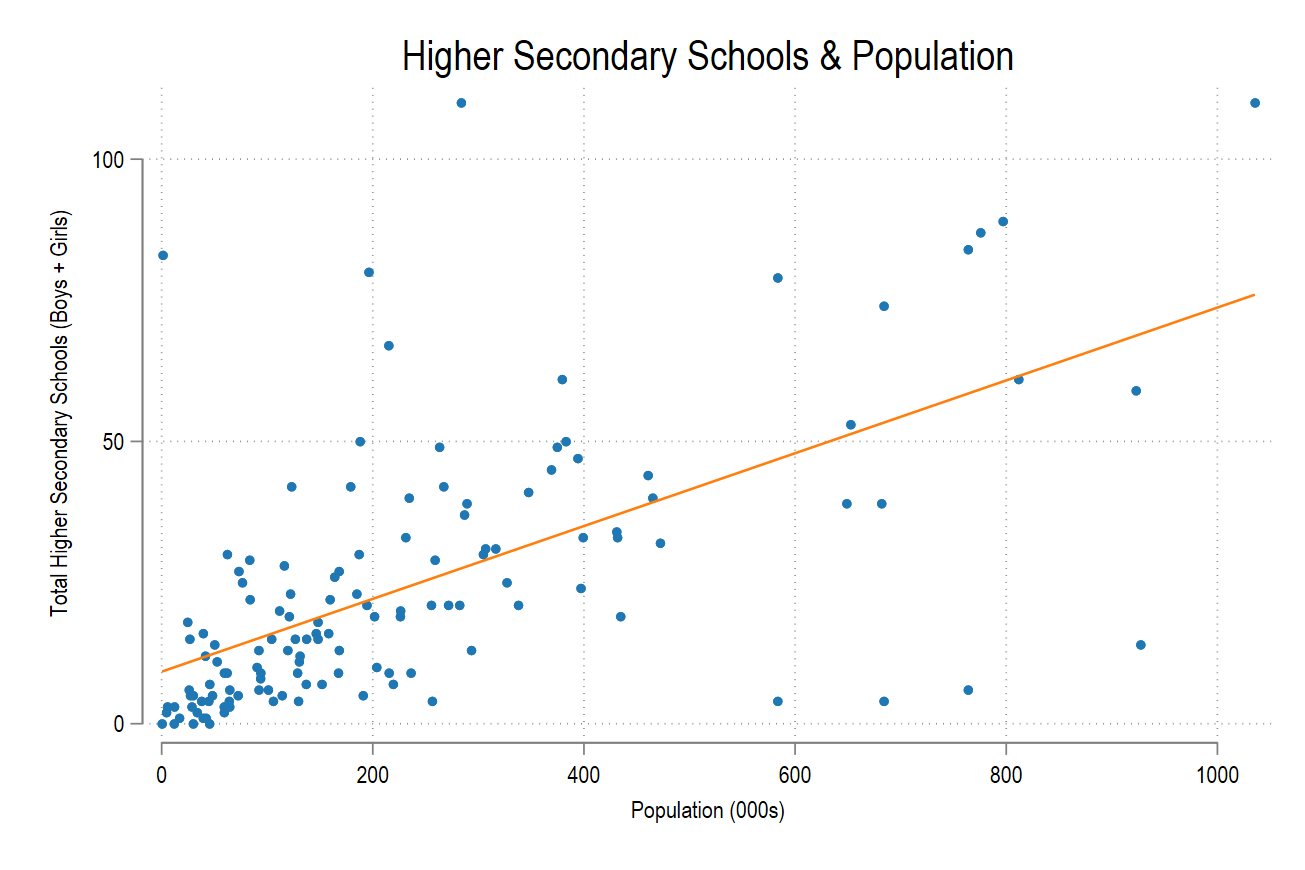 Higher Secondary Schools & Population
Total Higher Secondary Schools (Boys + Girls)
100
50
0
0 200 400 600 800 1000
Population (000s)